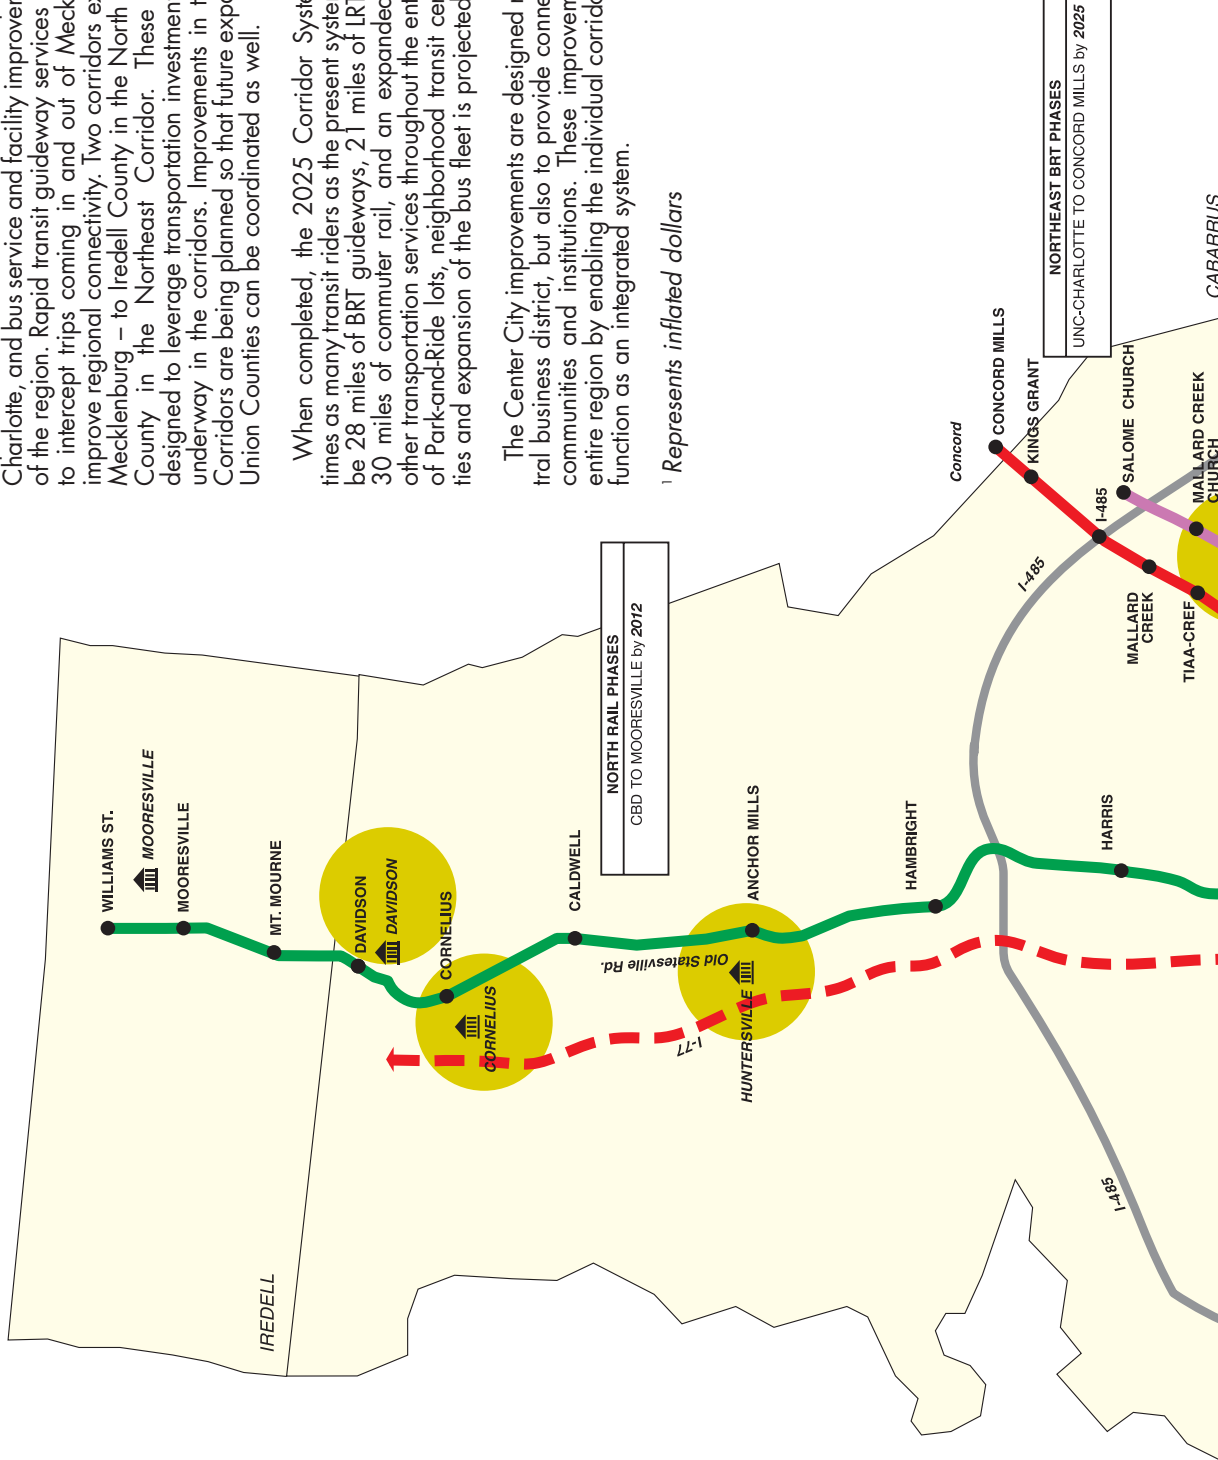 Charlotte, and bus service and facility improve
of the region. Rapid transit guideway services
to intercept trips coming in and out of Meck
improve regional connectivity. Two corridors ex
Mecklenburg – to Iredell County in the North
County in the Northeast Corridor. These
designed to leverage transportation investmen
underway in the corridors. Improvements in t
Corridors are being planned so that future exp
Union Counties can be coordinated as well.
When completed, the 2025 Corridor Syst
times as many transit riders as the present syste
be 28 miles of BRT guideways, 21 miles of LRT
30 miles of commuter rail, and an expanded
other transportation services throughout the ent
of Park-and-Ride lots, neighborhood transit ce
ties and expansion of the bus fleet is projected
The Center City improvements are designed
tral business district, but also to provide conne
communities and institutions. These improvem
entire region by enabling the individual corrid
function as an integrated system.
1 Represents inflated dollars
NORTHEAST BRT PHASES
UNC-CHARLOTTE TO CONCORD MILLS by 2025
CABARRUS
Concord
CONCORD MILLS
KINGS GRANT
I-485
SALOME CHURCH
MALLARD CREEK
CHURCH
I-485
MALLARD
CREEK
TIAA-CREF
NORTH RAIL PHASES
CBD TO MOORESVILLE by 2012
WILLIAMS ST.
MOORESVILLE
MOORESVILLE
MT. MOURNE
DAVIDSON
DAVIDSON
CORNELIUS
CORNELIUS
CALDWELL
Old Statesville Rd.
ANCHOR MILLS
HUNTERSVILLE
I-77
HAMBRIGHT
HARRIS
IREDELL
I-485